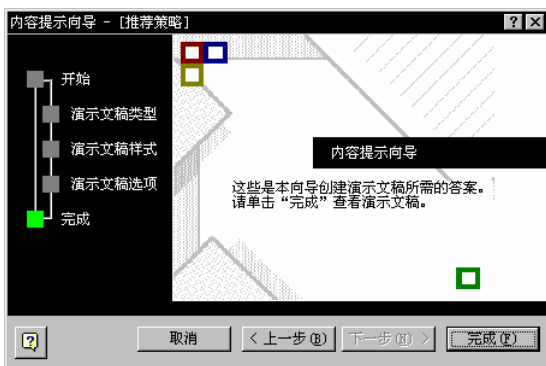 内容提示向导 - [推荐策略]
开始
演示文稿类型
演示文稿样式
演示文稿选项
完成
内容提示向导
这些是本向导创建演示文稿所需的答案。
请单击“完成”查看演示文稿。
取消
< 上一步(B)
下一步(N) >
完成(F)